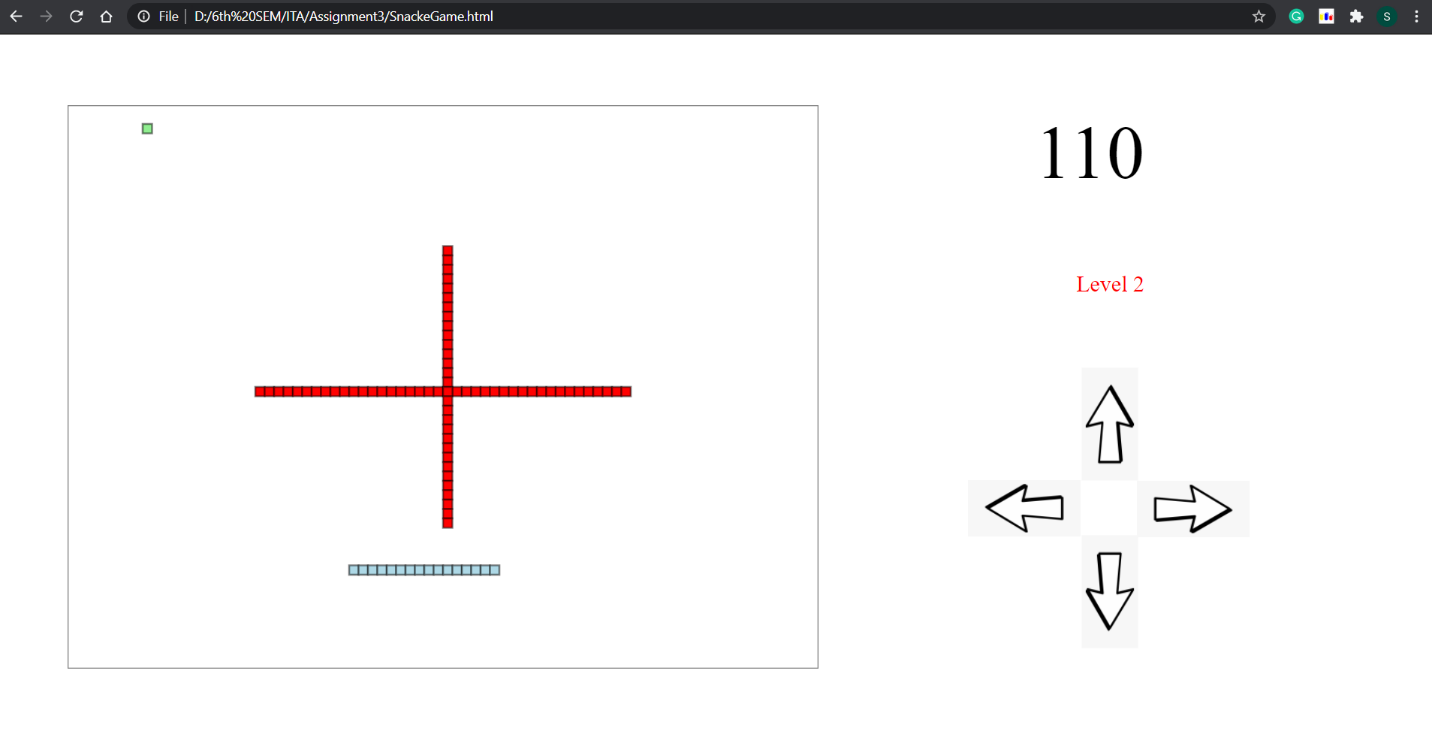 File
D:/6th%20SEM/ITA/Assignment3/SnackeGame.html
S
110
Level 2